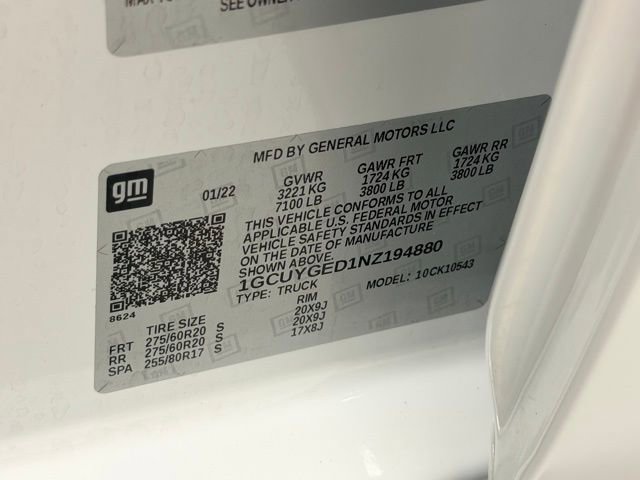 SEE OWNER
MFD BY GENERAL MOTORS LLC
gm
01/22
GVWR GAWR FRT GAWR RR
3221 KG 1724 KG 1724 KG
7100 LB 3800 LB 3800 LB
THIS VEHICLE CONFORMS TO ALL
APPLICABLE U.S. FEDERAL MOTOR
VEHICLE SAFETY STANDARDS IN EFFECT
ON THE DATE OF MANUFACTURE
SHOWN ABOVE.
1GCUYGED1NZ194880
TYPE: TRUCK MODEL: 10CK10543
8624
TIRE SIZE RIM
FRT 275/60R20 S 20X9J
RR 275/60R20 S 20X9J
SPA 255/80R17 S 17X8J